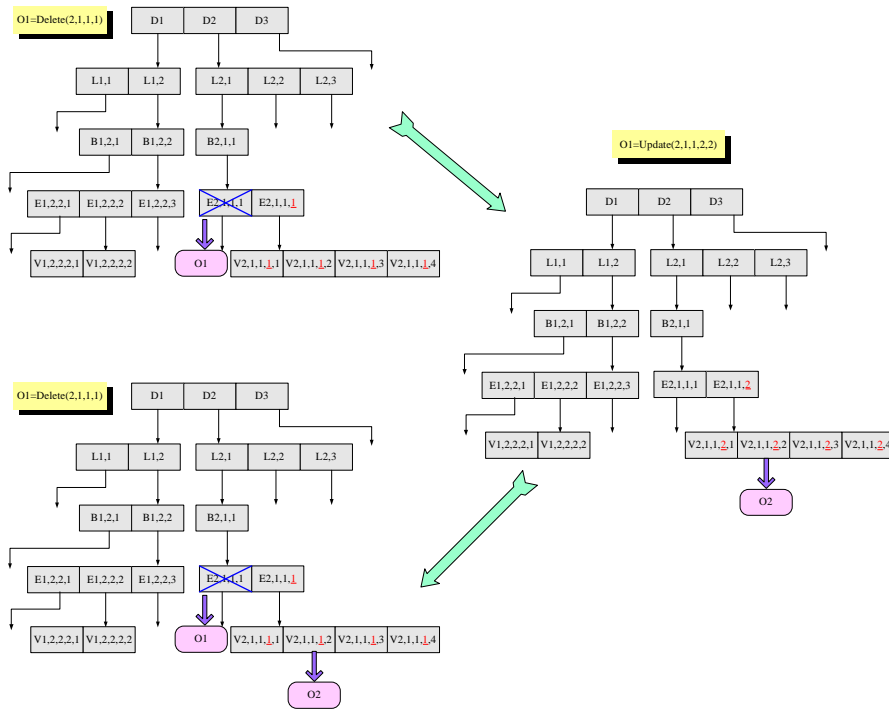 O1=Delete(2,1,1,1)
D1 D2 D3
L1,1 L1,2 L2,1 L2,2 L2,3
B1,2,1 B1,2,2 B2,1,1
E1,2,2,1 E1,2,2,2 E1,2,2,3 E2,1,1,1 E2,1,1,1
V1,2,2,2,1 V1,2,2,2,2 O1 V2,1,1,1,1 V2,1,1,1,2 V2,1,1,1,3 V2,1,1,1,4
O1=Update(2,1,1,2,2)
D1 D2 D3
L1,1 L1,2 L2,1 L2,2 L2,3
B1,2,1 B1,2,2 B2,1,1
E1,2,2,1 E1,2,2,2 E1,2,2,3 E2,1,1,1 E2,1,1,2
V1,2,2,2,1 V1,2,2,2,2 V2,1,1,2,1 V2,1,1,2,2 V2,1,1,2,3 V2,1,1,2,4
O2
O1=Delete(2,1,1,1)
D1 D2 D3
L1,1 L1,2 L2,1 L2,2 L2,3
B1,2,1 B1,2,2 B2,1,1
E1,2,2,1 E1,2,2,2 E1,2,2,3 E2,1,1,1 E2,1,1,1
V1,2,2,2,1 V1,2,2,2,2 O1 V2,1,1,1,1 V2,1,1,1,2 V2,1,1,1,3 V2,1,1,1,4
O2